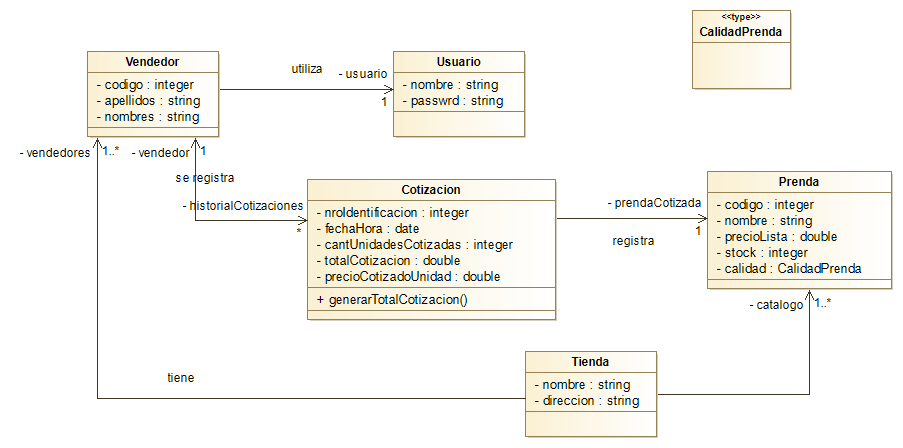 <<type>>
CalidadPrenda
Vendedor
- codigo : integer
- apellidos : string
- nombres : string
utiliza
- usuario
1
Usuario
- nombre : string
- passwrd : string
- vendedores
1..*
- vendedor
1
se registra
- historialCotizaciones
*
Cotizacion
- nroIdentificacion : integer
- fechaHora : date
- cantUnidadesCotizadas : integer
- totalCotizacion : double
- precioCotizadoUnidad : double
+ generarTotalCotizacion()
- prendaCotizada
1
registra
Prenda
- codigo : integer
- nombre : string
- precioLista : double
- stock : integer
- calidad : CalidadPrenda
- catalogo
1..*
tiene
Tienda
- nombre : string
- direccion : string